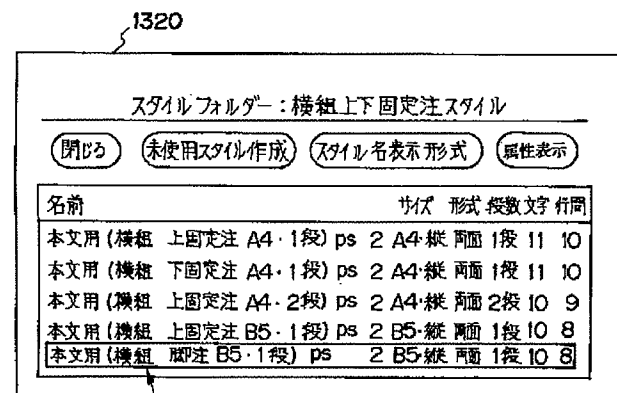 1320
スタイルフォルダー：横組上下固定注スタイル
閉じる 未使用スタイル作成 スタイル名表示形式 属性表示
名前 サイズ 形式 段数 文字 行間
本文用 (横組 上固定注 A4・1段) ps 2 A4・縦 両面 1段 11 10
本文用 (横組 下固定注 A4・1段) ps 2 A4・縦 両面 1段 11 10
本文用 (横組 上固定注 A4・2段) ps 2 A4・縦 両面 2段 10 9
本文用 (横組 上固定注 B5・1段) ps 2 B5・縦 両面 1段 10 8
本文用 (横組 脚注 B5・1段) ps 2 B5・縦 両面 1段 10 8